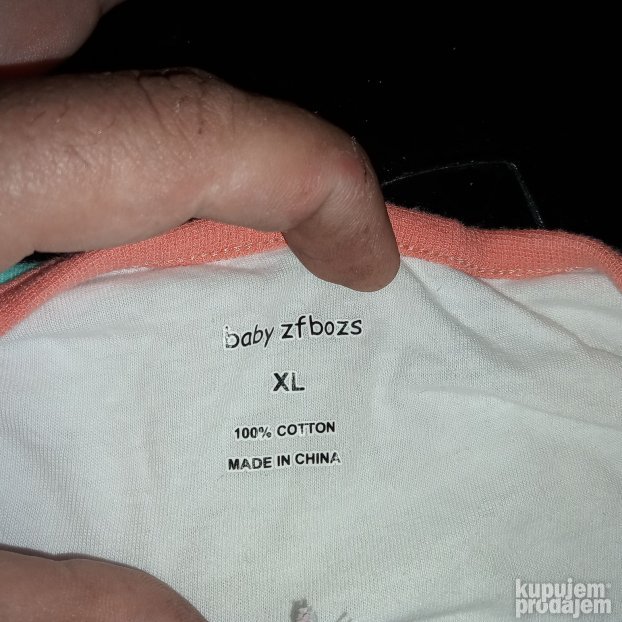 baby zfbozs
XL
100% COTTON
MADE IN CHINA
kupujem
prodajem